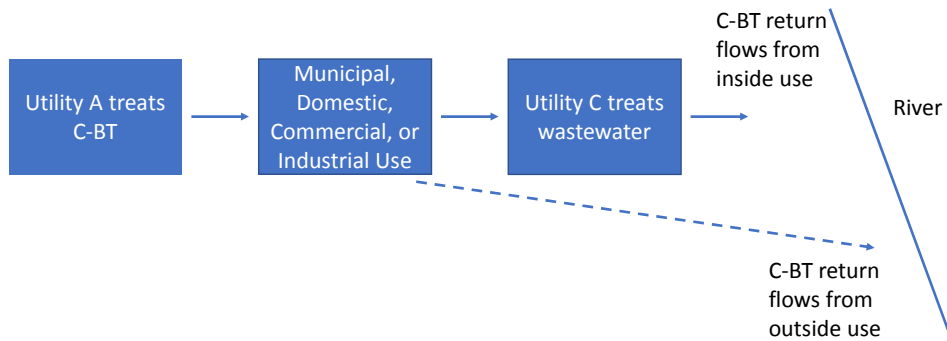 Utility A treats
C-BT
Municipal,
Domestic,
Commercial, or
Industrial Use
Utility C treats
wastewater
C-BT return
flows from
inside use
River
C-BT return
flows from
outside use